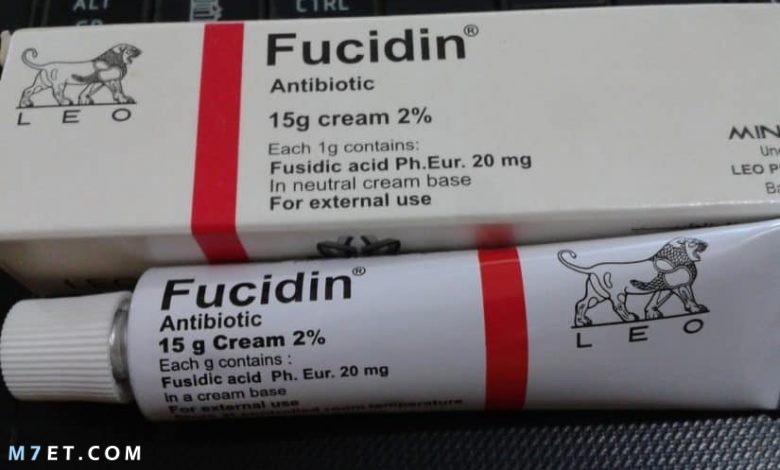 ALT
CTRL
Fucidin®
Antibiotic
15g cream 2%
Each 1g contains:
Fusidic acid Ph.Eur. 20 mg
In neutral cream base
For external use
LEO
MIN
Un
LEO P
Ba
Fucidin®
Antibiotic
15 g Cream 2%
Each g contains :
Fusidic acid Ph. Eur. 20 mg
in a cream base
For external use
room temperature
LEO
M7ET.COM